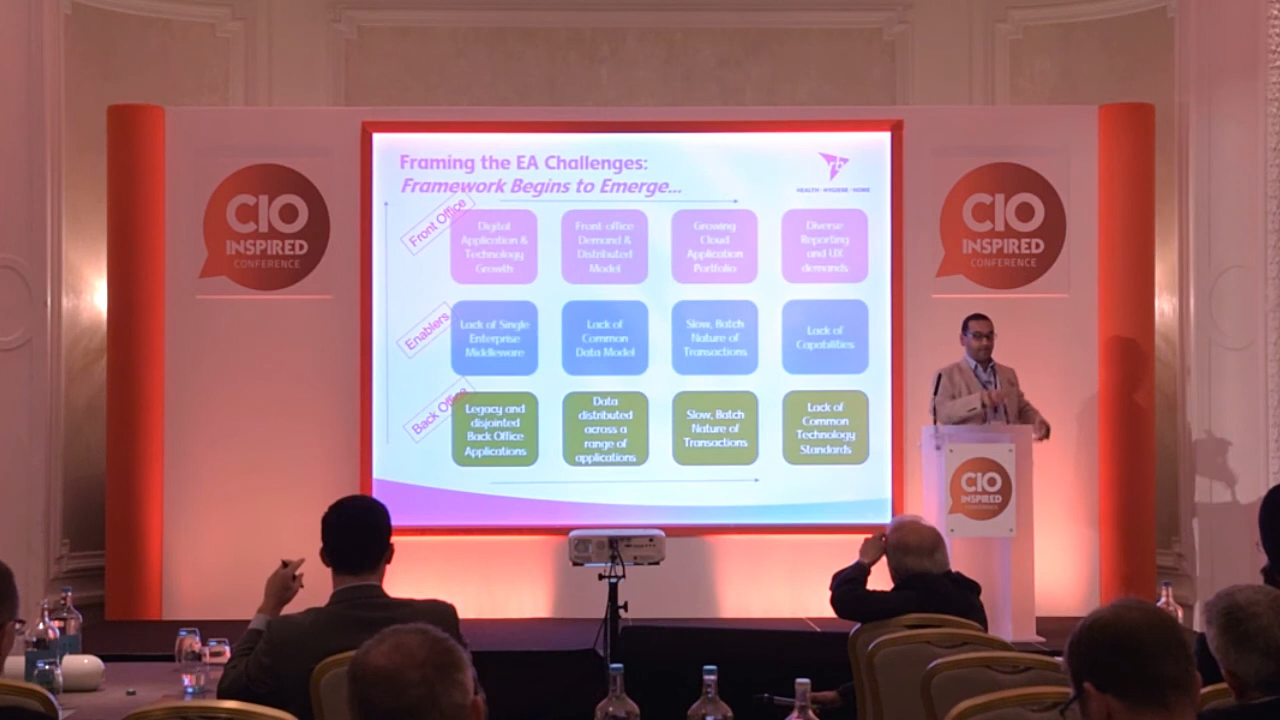 CIO
INSPIRED
CONFERENCE
Framing the EA Challenges:
Framework Begins to Emerge...
rb
HEALTH · HYGIENE · HOME
Front Office
Digital
Application &
Technology
Growth
Front office
Demand &
Distributed
Model
Growing
Cloud
Application
Portfolio
Diverse
Reporting
and UX
demands
Enablers
Lack of Single
Enterprise
Middleware
Lack of
Common
Data Model
Slow, Batch
Nature of
Transactions
Lack of
Capabilities
Back Office
Legacy and
disjointed
Back Office
Applications
Data
distributed
across a
range of
applications
Slow, Batch
Nature of
Transactions
Lack of
Common
Technology
Standards
CIO
INSPIRED
CONFERENCE
CIO
INSPIRED
CONFERENCE